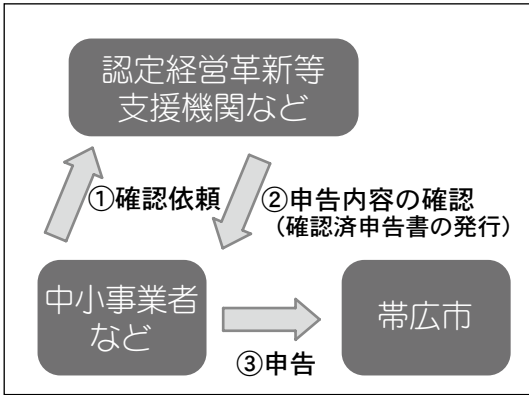 認定経営革新等
支援機関など
①確認依頼
②申告内容の確認
（確認済申告書の発行）
中小事業者
など
帯広市
③申告